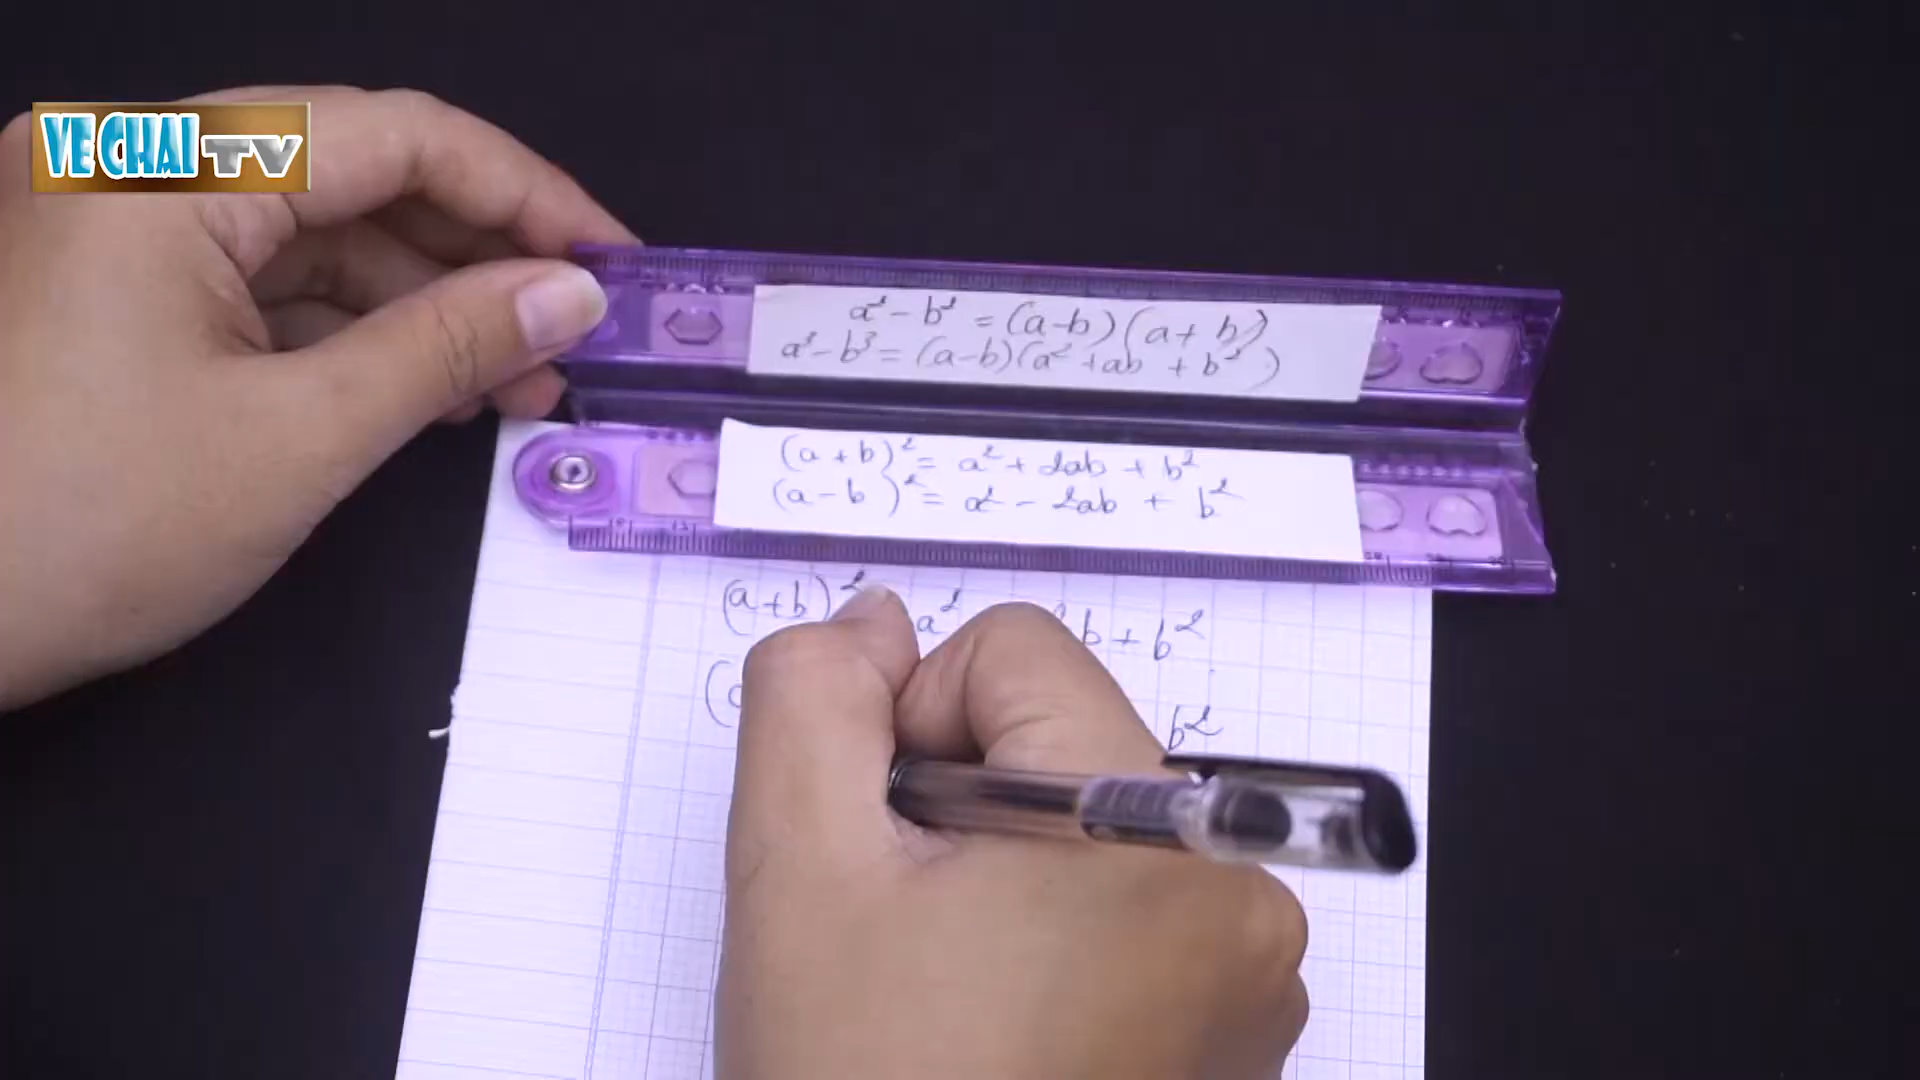 VE CHAI TV
a² - b² = (a-b)(a + b)
a³ - b³ = (a-b)(a² + ab + b²)
(a + b)² = a² + 2ab + b²
(a - b)² = a² - 2ab + b²
(a+b)² a² b + b²
( b²